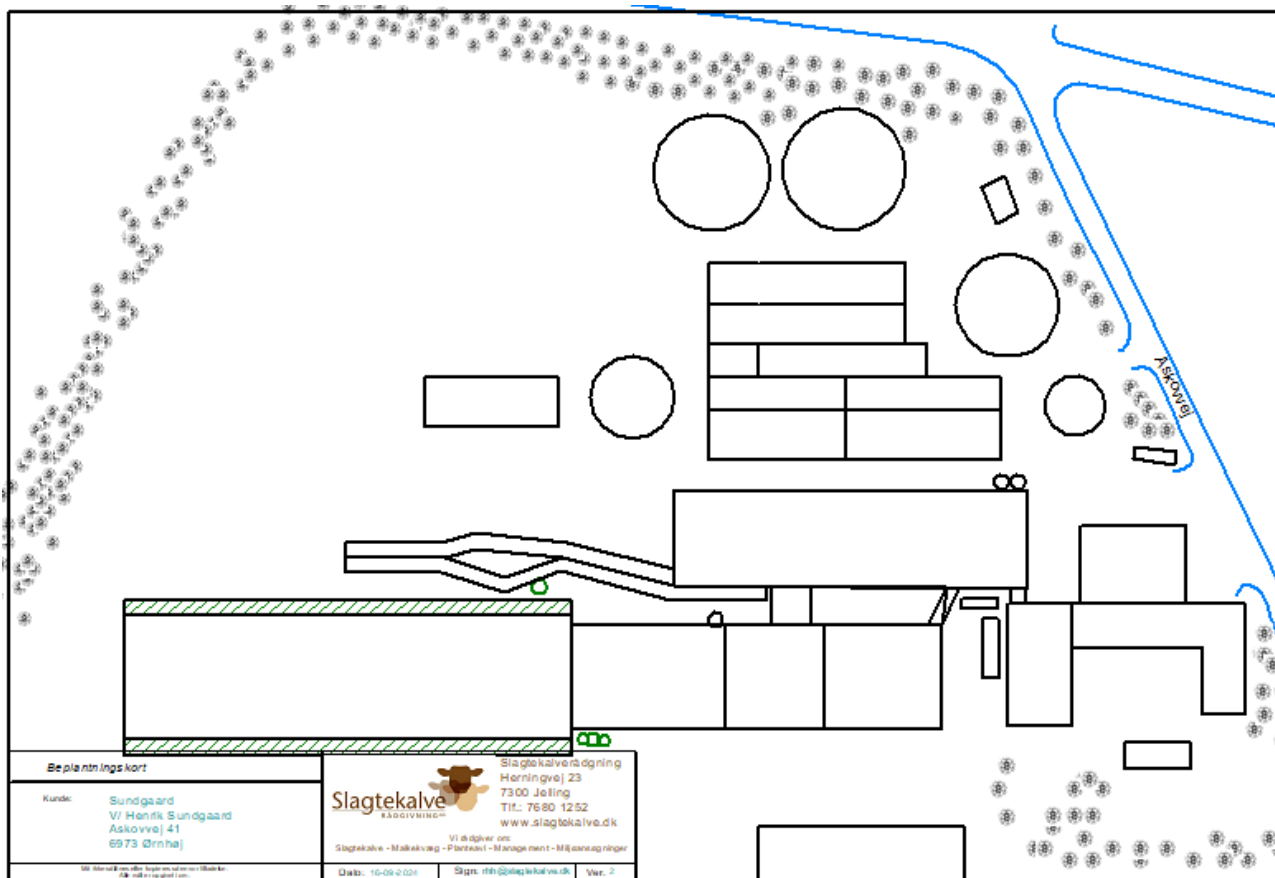 Askovvej
Beplantningskort
Kunde:
Sundgaard
V/ Henrik Sundgaard
Askovvej 41
6973 Ørnhøj
Slagtekalve
RÅDGIVNING
Slagtekalverådgning
Herningvej 23
7300 Jelling
Tlf.: 7680 1252
www.slagtekalve.dk
Vi rådgiver om:
Slagtekalve - Malkekvæg - Planteavl - Management - Miljøansøgninger
Dato: 16-09-2024
Sign: rhh@slagtekalve.dk
Ver. 2